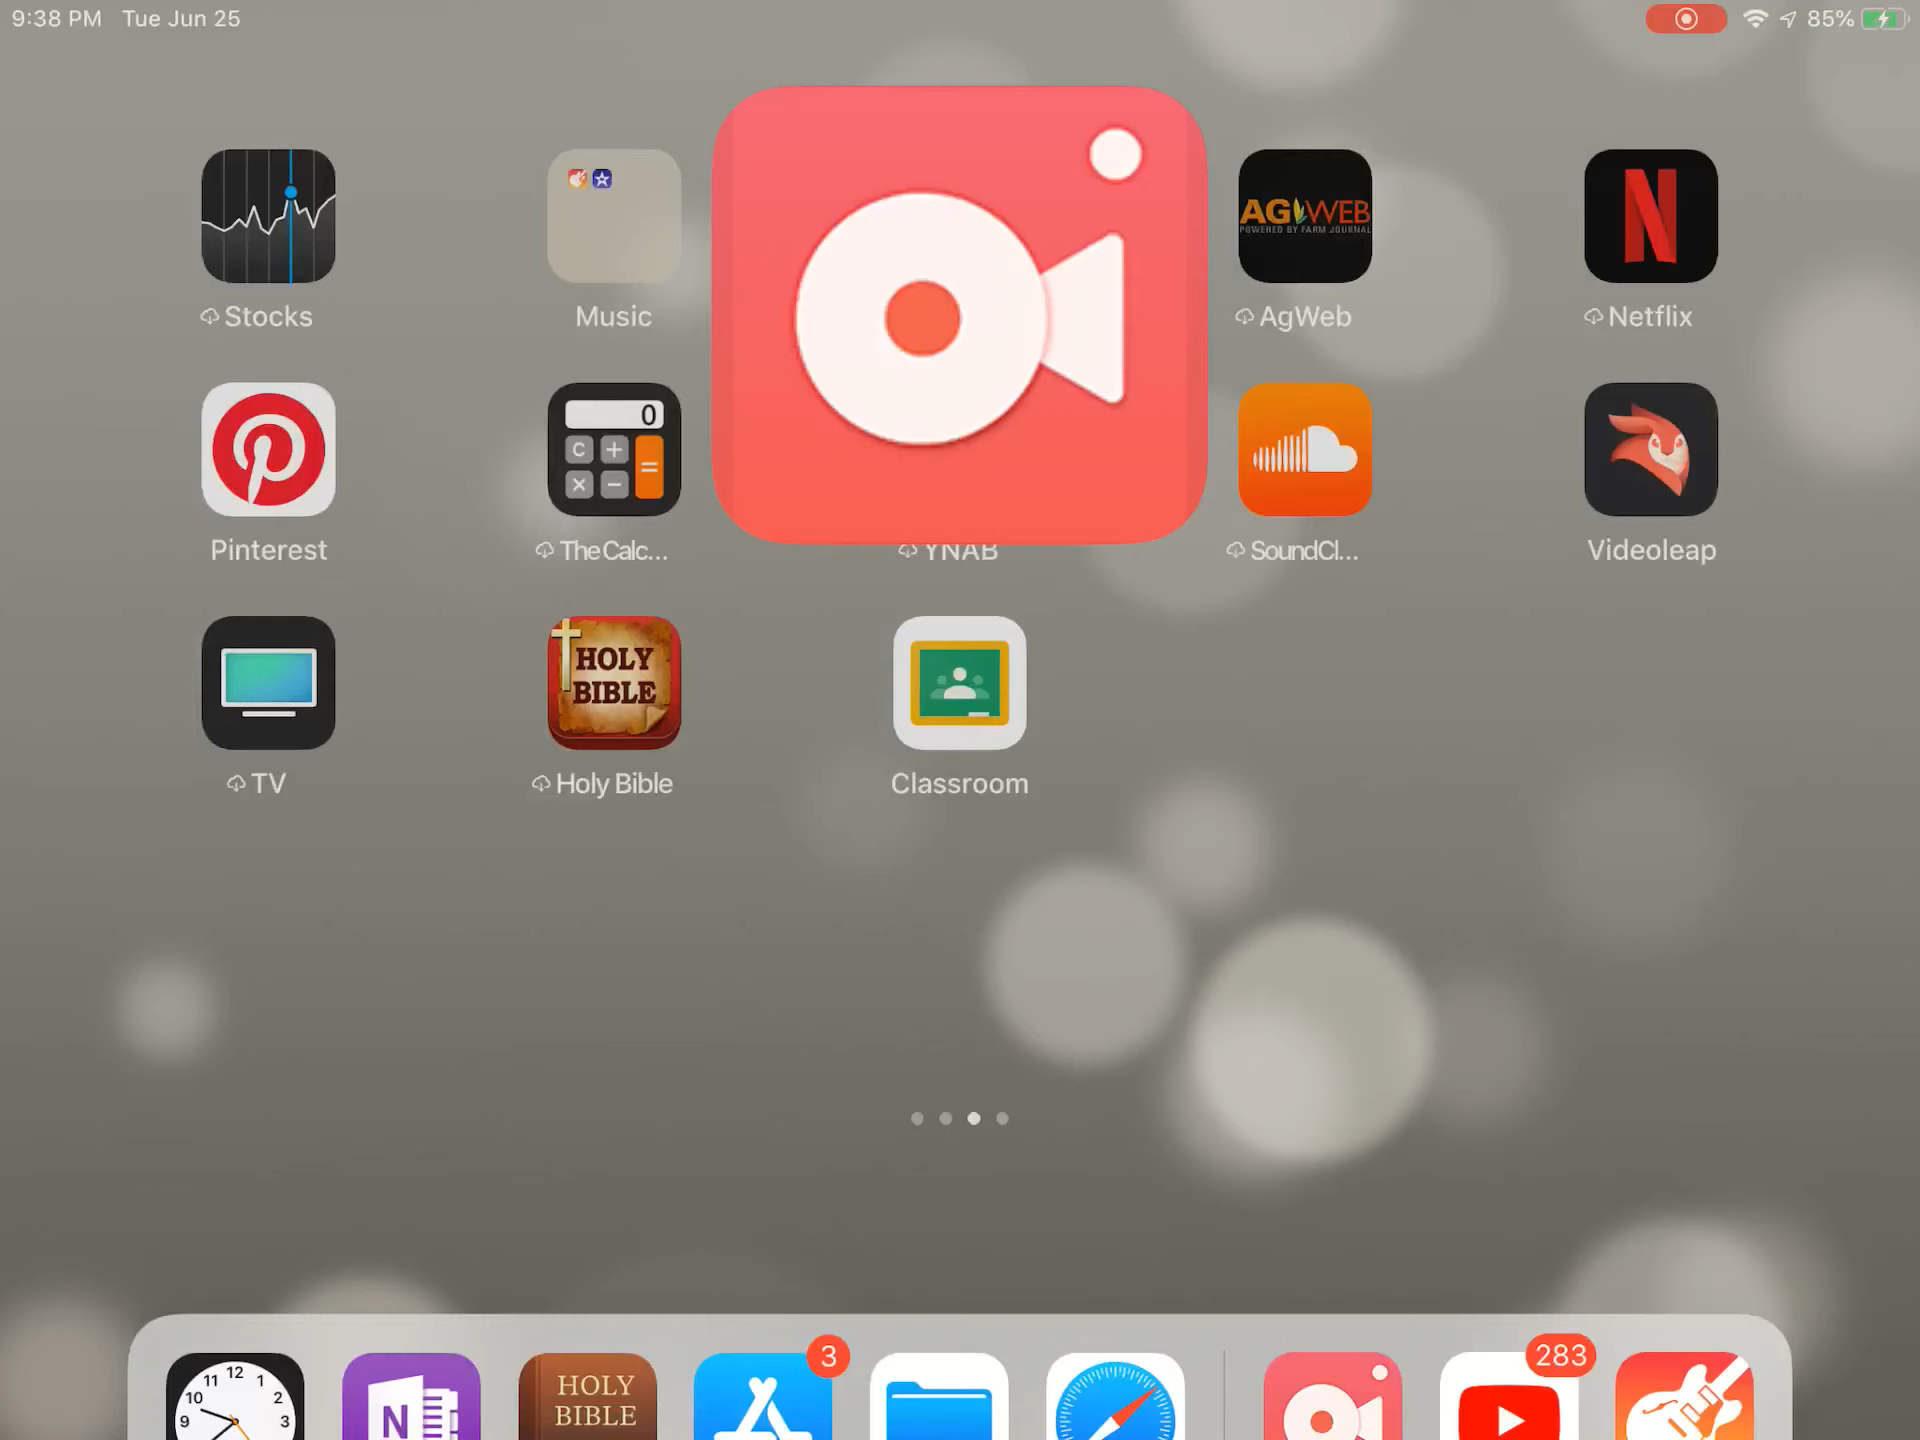 9:38 PM Tue Jun 25
85%
AGWEB
POWERED BY FARM JOURNAL
Stocks
Music
AgWeb
Netflix
0
C
Pinterest
The Calc...
YNAB
SoundCl...
Videoleap
HOLY
BIBLE
TV
Holy Bible
Classroom
12
11 1
10 2
9 3
N
HOLY
BIBLE
3
283